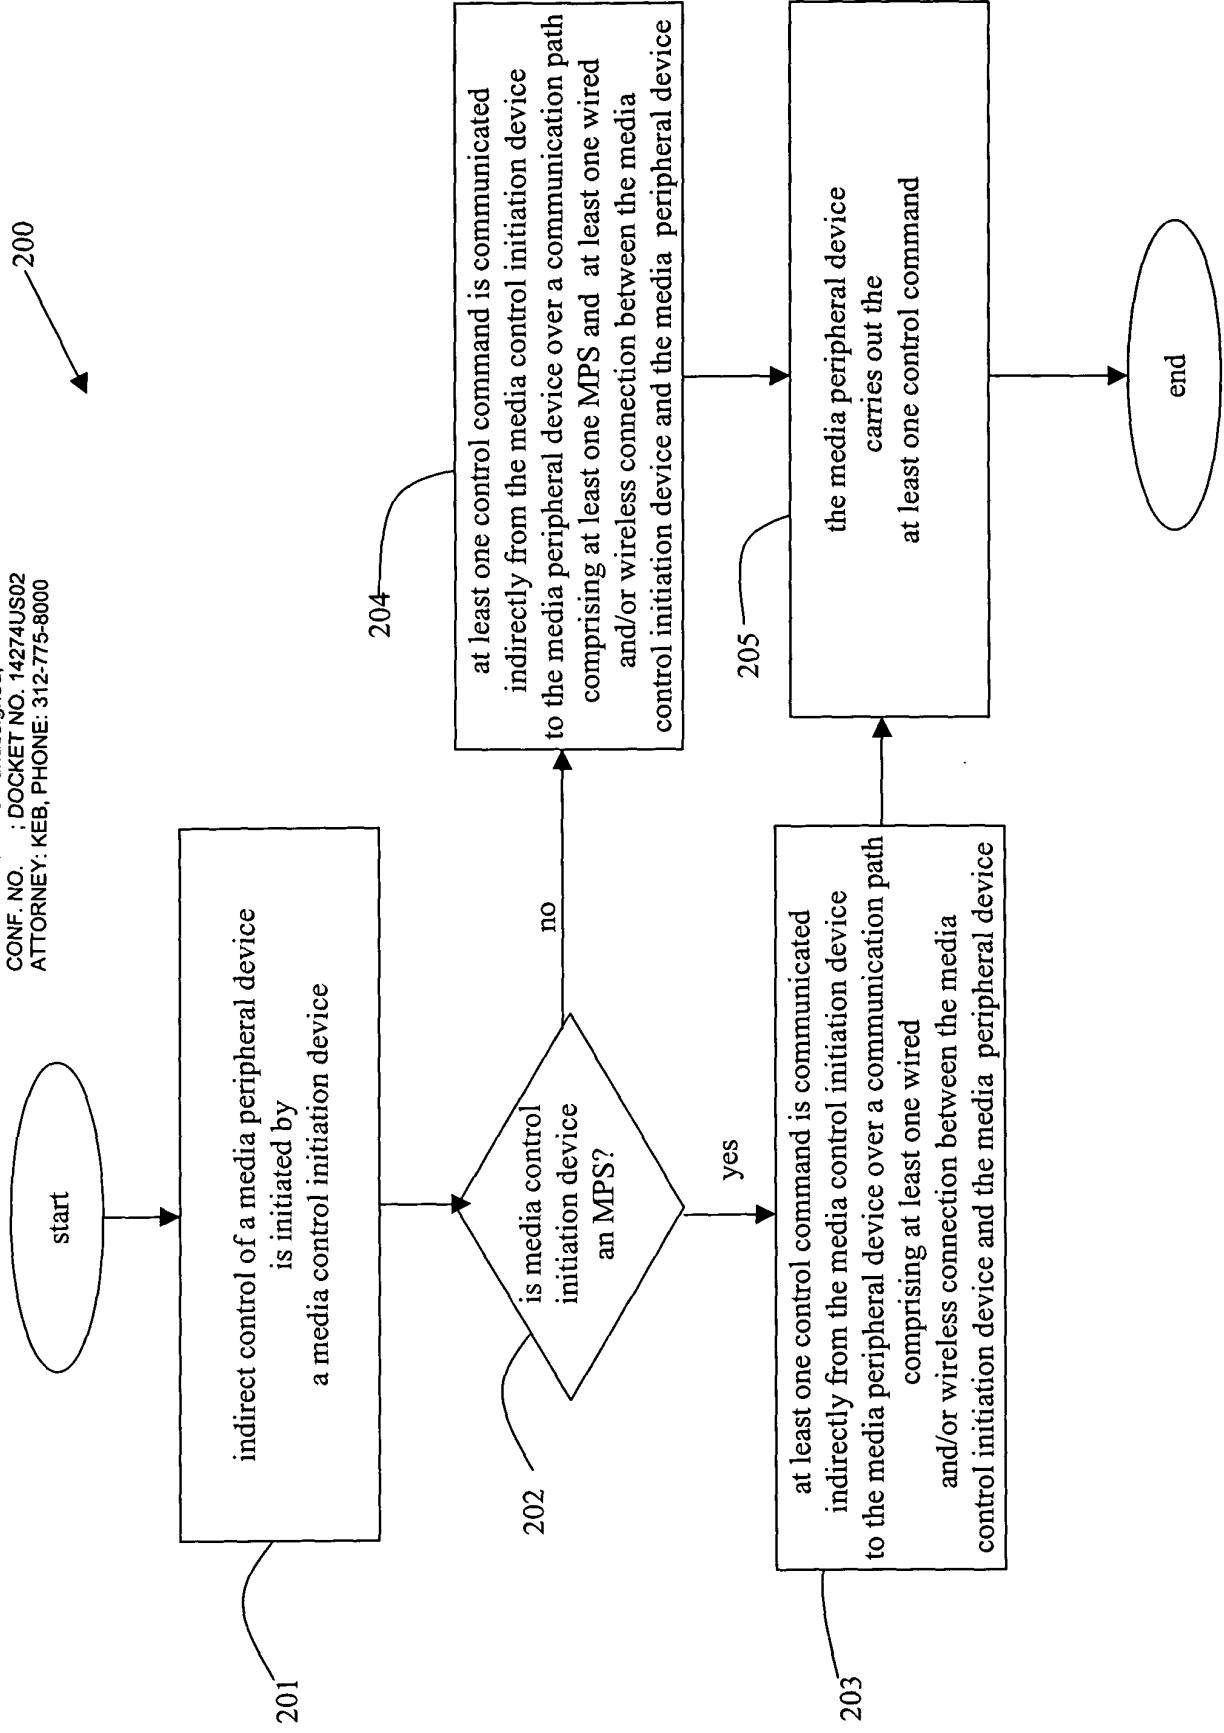 CONF. NO. ; DOCKET NO. 14274US02
ATTORNEY: KEB, PHONE: 312-775-8000
200
start
201
indirect control of a media peripheral device
is initiated by
a media control initiation device
202
is media control
initiation device
an MPS?
no
yes
204
at least one control command is communicated
indirectly from the media control initiation device
to the media peripheral device over a communication path
comprising at least one MPS and at least one wired
and/or wireless connection between the media
control initiation device and the media peripheral device
203
at least one control command is communicated
indirectly from the media control initiation device
to the media peripheral device over a communication path
comprising at least one wired
and/or wireless connection between the media
control initiation device and the media peripheral device
205
the media peripheral device
carries out the
at least one control command
end